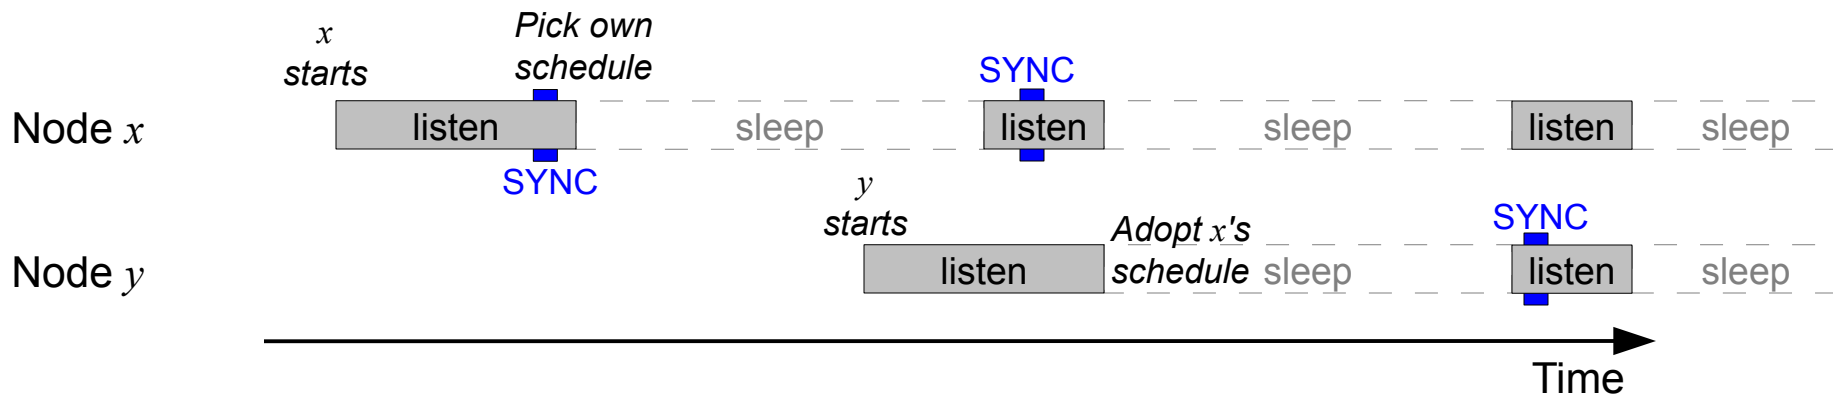 x
starts
Pick own
schedule
SYNC
Node x
listen
sleep
listen
sleep
listen
sleep
SYNC
y
starts
Adopt x's
schedule
SYNC
Node y
listen
sleep
listen
sleep
Time